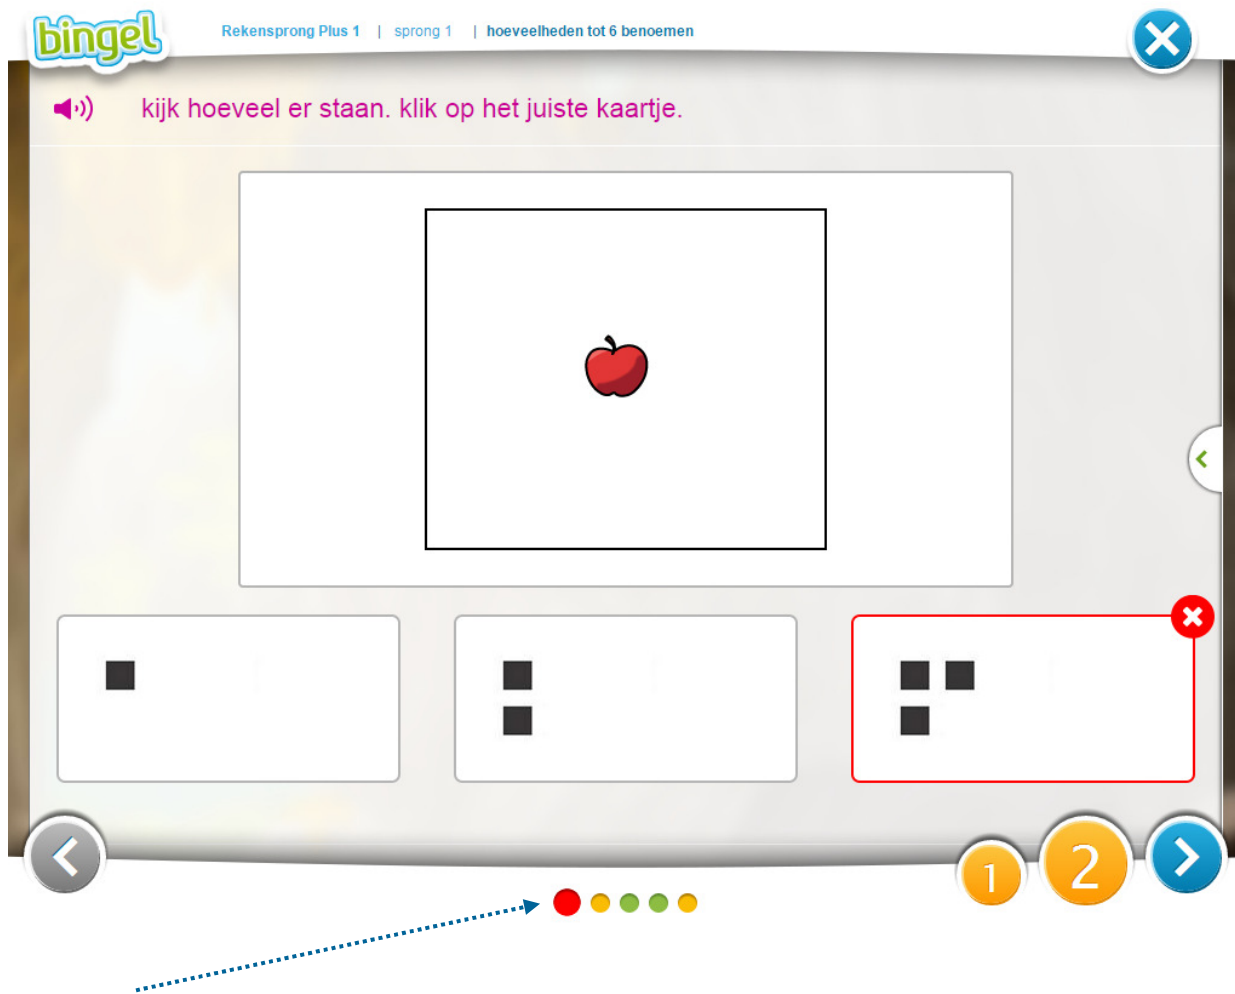 bingel
Rekensprong Plus 1 | sprong 1 | hoeveelheden tot 6 benoemen
kijk hoeveel er staan. klik op het juiste kaartje.
1 2